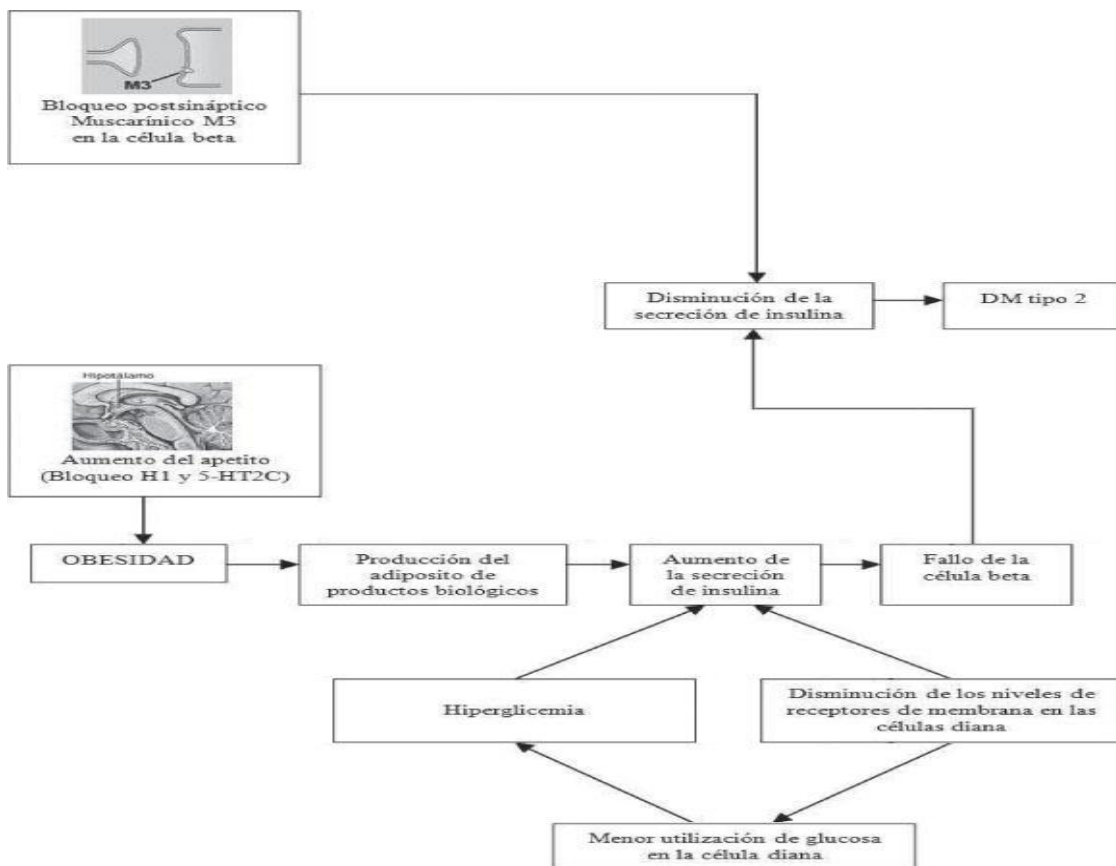 M3
Bloqueo postsináptico
Muscarínico M3
en la célula beta
Disminución de la
secreción de insulina
DM tipo 2
Hipotálamo
Aumento del apetito
(Bloqueo H1 y 5-HT2C)
OBESIDAD
Producción del
adiposito de
productos biológicos
Aumento de
la secreción
de insulina
Fallo de la
célula beta
Hiperglicemia
Disminución de los niveles de
receptores de membrana en las
células diana
Menor utilización de glucosa
en la célula diana